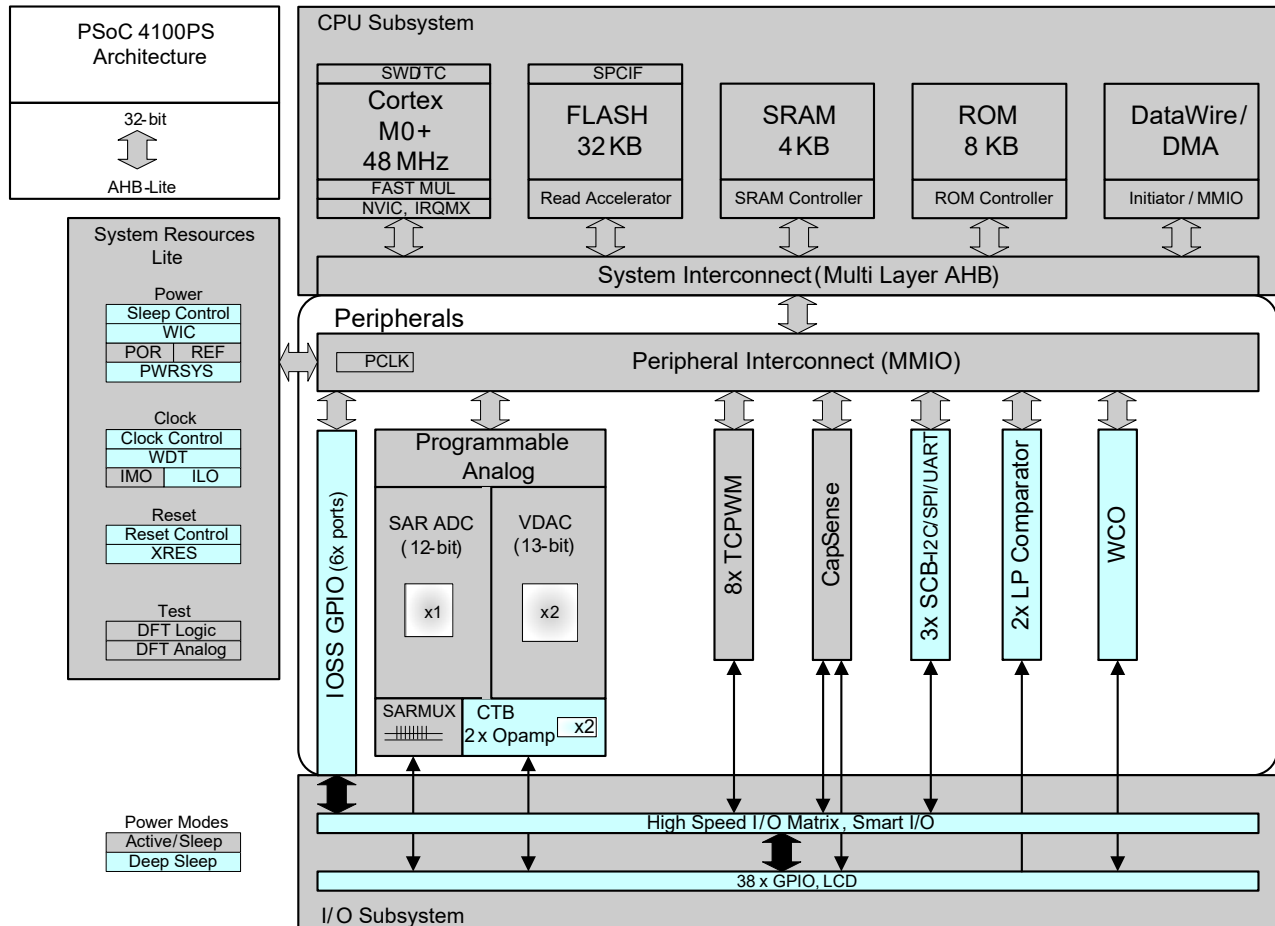 PSoC 4100PS
Architecture
32-bit
AHB-Lite
CPU Subsystem
SWD/TC
Cortex
M0+
48 MHz
FAST MUL
NVIC, IRQMX
SPCIF
FLASH
32 KB
Read Accelerator
SRAM
4 KB
SRAM Controller
ROM
8 KB
ROM Controller
DataWire/
DMA
Initiator / MMIO
System Interconnect (Multi Layer AHB)
System Resources
Lite
Power
Sleep Control
WIC
POR
REF
PWRSYS
Clock
Clock Control
WDT
IMO
ILO
Reset
Reset Control
XRES
Test
DFT Logic
DFT Analog
Peripherals
PCLK
Peripheral Interconnect (MMIO)
IOSS GPIO (6x ports)
Programmable
Analog
SAR ADC
(12-bit)
x1
VDAC
(13-bit)
x2
SARMUX
CTB
2 x Opamp
x2
8x TCPWM
CapSense
3x SCB-I2C/SPI/UART
2x LP Comparator
WCO
Power Modes
Active/Sleep
Deep Sleep
High Speed I/O Matrix, Smart I/O
38 x GPIO, LCD
I/O Subsystem